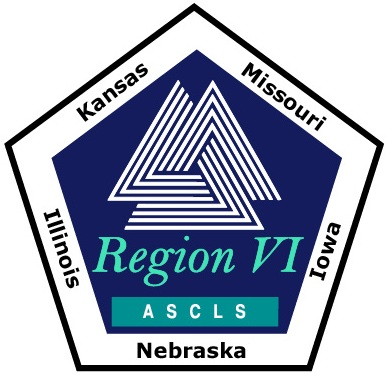 Kansas
Missouri
Illinois
Iowa
Region VI
ASCLS
Nebraska